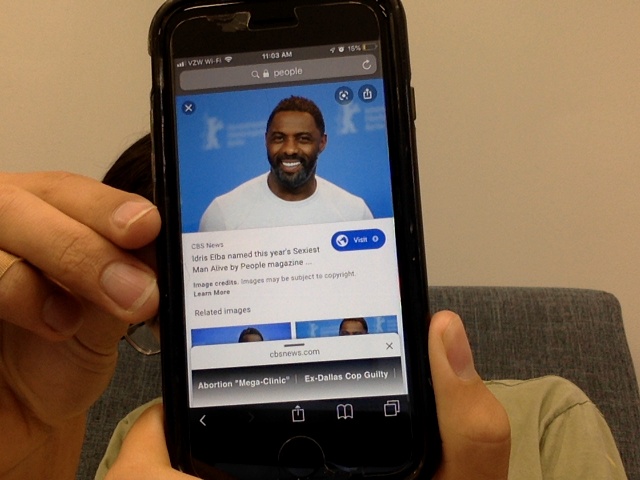 VZW Wi-Fi 11:03 AM 15%
people
CBS News
Idris Elba named this year's Sexiest
Man Alive by People magazine ...
Visit
Image credits. Images may be subject to copyright.
Learn More
Related images
cbsnews.com
Abortion "Mega-Clinic" | Ex-Dallas Cop Guilty |